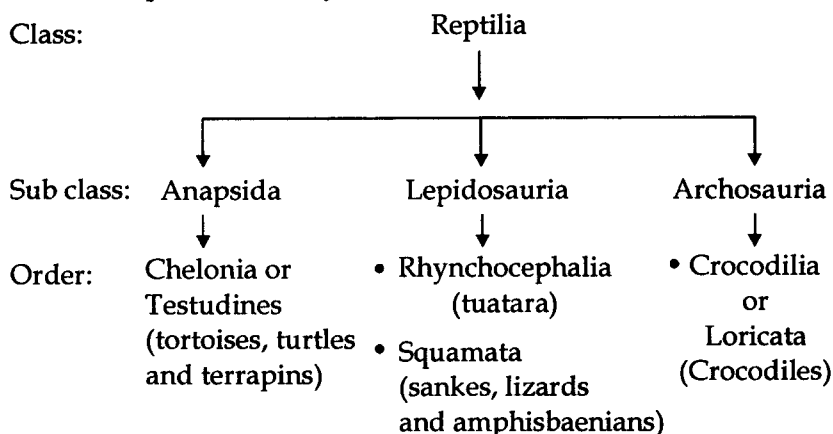 Class:
Reptilia
Sub class: Anapsida Lepidosauria Archosauria
Order:
Chelonia or
Testudines
(tortoises, turtles
and terrapins)
• Rhynchocephalia
(tuatara)
• Squamata
(sankes, lizards
and amphisbaenians)
• Crocodilia
or
Loricata
(Crocodiles)